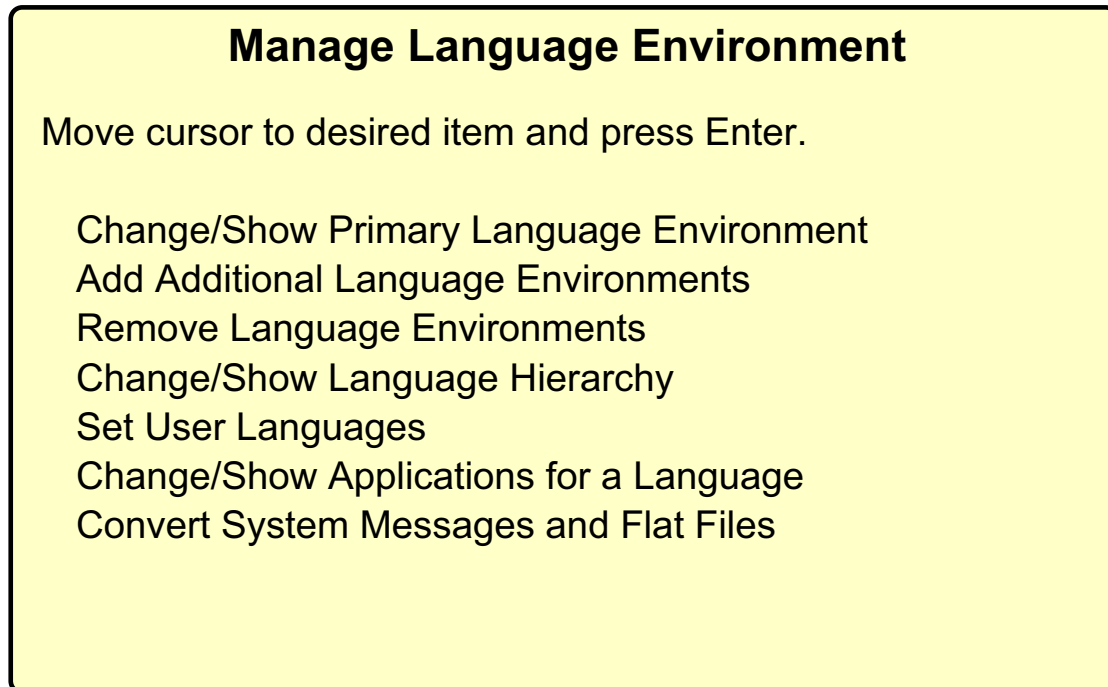 Manage Language Environment
Move cursor to desired item and press Enter.
Change/Show Primary Language Environment
Add Additional Language Environments
Remove Language Environments
Change/Show Language Hierarchy
Set User Languages
Change/Show Applications for a Language
Convert System Messages and Flat Files